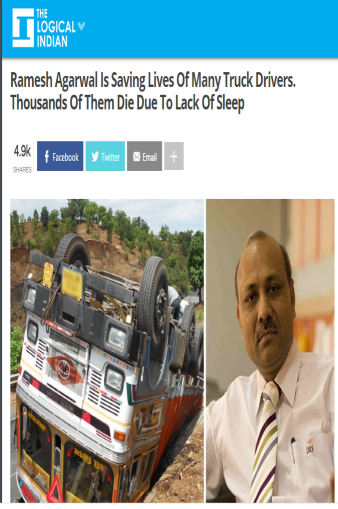 THE
LOGICAL
INDIAN
Ramesh Agarwal Is Saving Lives Of Many Truck Drivers.
Thousands Of Them Die Due To Lack Of Sleep
4.9k
SHARES
Facebook
Twitter
Email
+